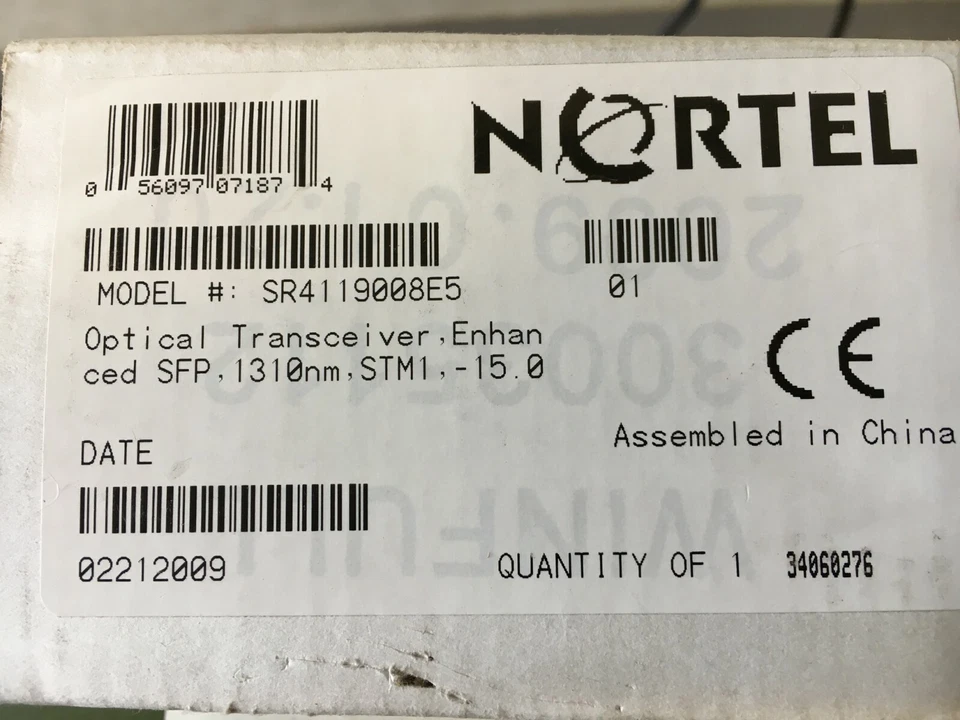 NORTEL
0 56097 07187 4
MODEL #: SR4119008E5
01
Optical Transceiver,Enhan
ced SFP,1310nm,STM1,-15.0
Assembled in China
DATE
02212009
QUANTITY OF 1 34060276
CE